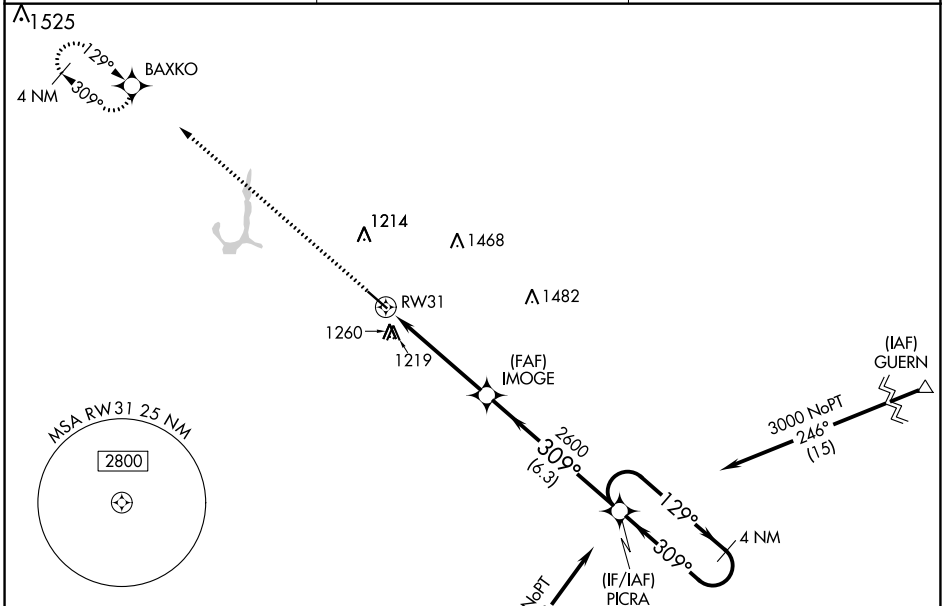 1525
129°
BAXKO
4 NM
309°
1214
1468
RW31
1482
1260
1219
(FAF)
IMOGE
(IAF)
GUERN
3000 NoPT
246°
(15)
MSA RW31 25 NM
2800
2600
309°
(6.3)
129°
309°
4 NM
(IF/IAF)
PICRA
NoPT